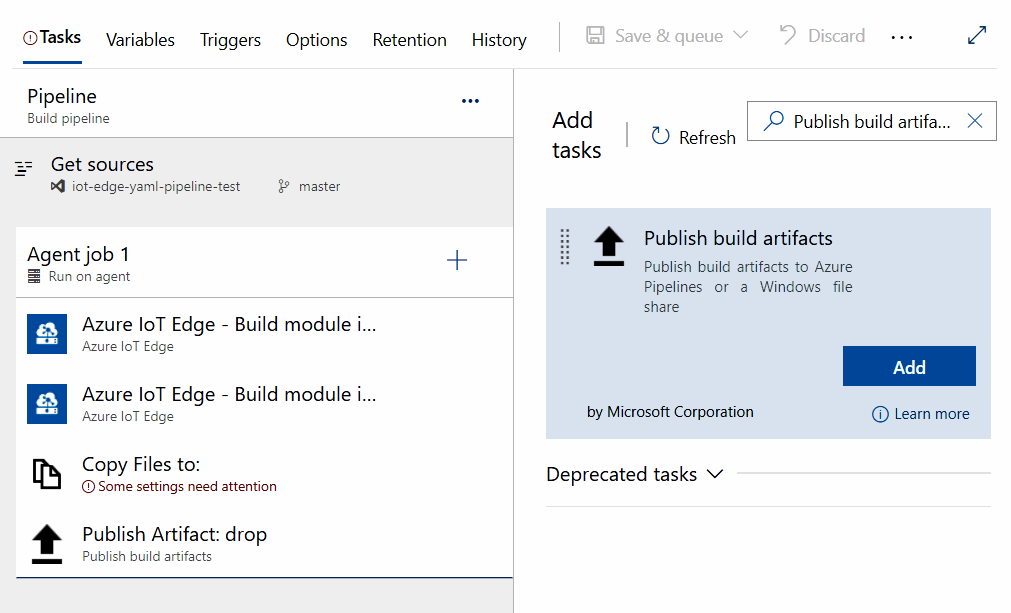 Tasks Variables Triggers Options Retention History Save & queue Discard ...
Pipeline ...
Build pipeline
Get sources
iot-edge-yaml-pipeline-test master
Agent job 1
Run on agent
Azure IoT Edge - Build module i...
Azure IoT Edge
Azure IoT Edge - Build module i...
Azure IoT Edge
Copy Files to:
Some settings need attention
Publish Artifact: drop
Publish build artifacts
Add
tasks
Refresh
Publish build artifa...
Publish build artifacts
Publish build artifacts to Azure
Pipelines or a Windows file
share
Add
by Microsoft Corporation
Learn more
Deprecated tasks